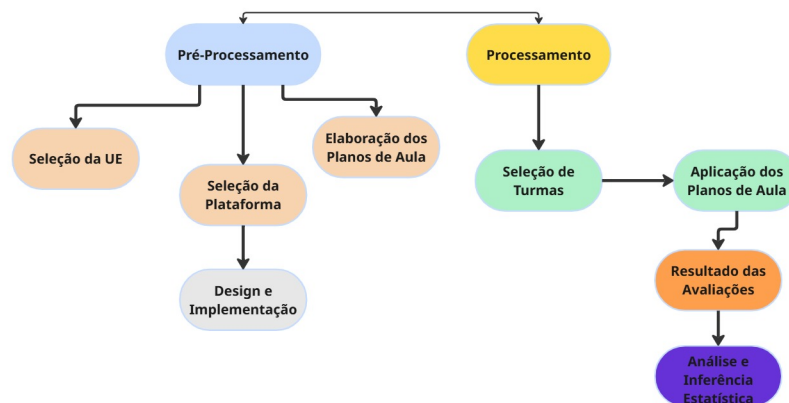 Pré-Processamento
Processamento
Seleção da UE
Elaboração dos
Planos de Aula
Seleção da
Plataforma
Design e
Implementação
Seleção de
Turmas
Aplicação dos
Planos de Aula
Resultado das
Avaliações
Análise e
Inferência
Estatística